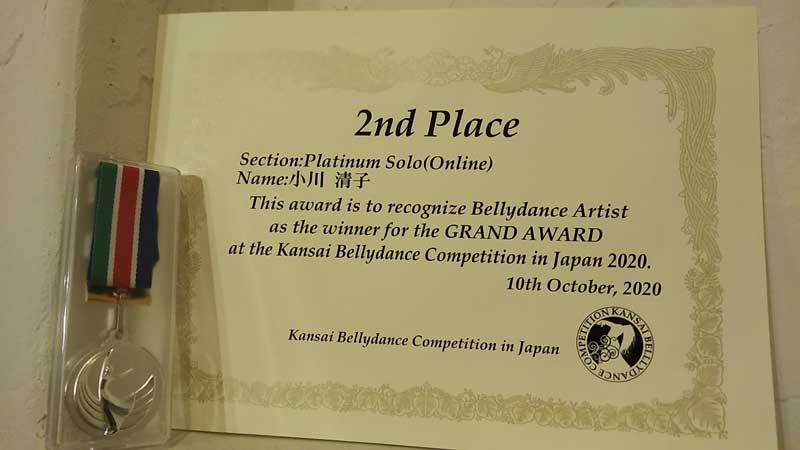 2nd Place
Section:Platinum Solo(Online)
Name:小川 清子
This award is to recognize Bellydance Artist
as the winner for the GRAND AWARD
at the Kansai Bellydance Competition in Japan 2020.
10th October, 2020
Kansai Bellydance Competition in Japan
KANSAI BELLYDANCE COMPETITION